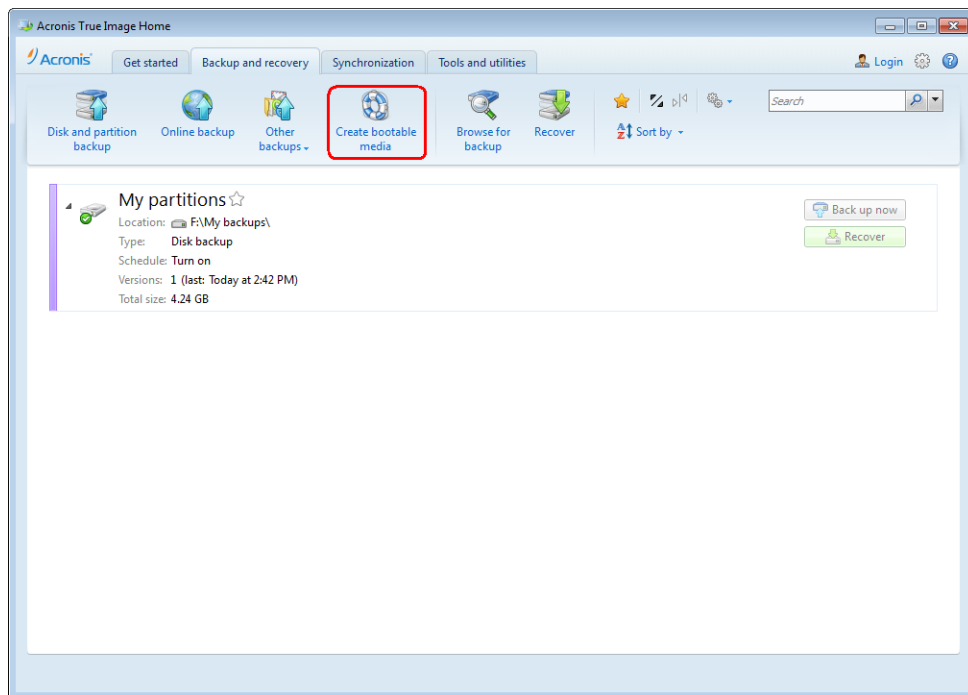 Acronis True Image Home
Acronis
Get started
Backup and recovery
Synchronization
Tools and utilities
Login
Disk and partition
backup
Online backup
Other
backups
Create bootable
media
Browse for
backup
Recover
Sort by
Search
My partitions
Location: F:\My backups\
Type: Disk backup
Schedule: Turn on
Versions: 1 (last: Today at 2:42 PM)
Total size: 4.24 GB
Back up now
Recover